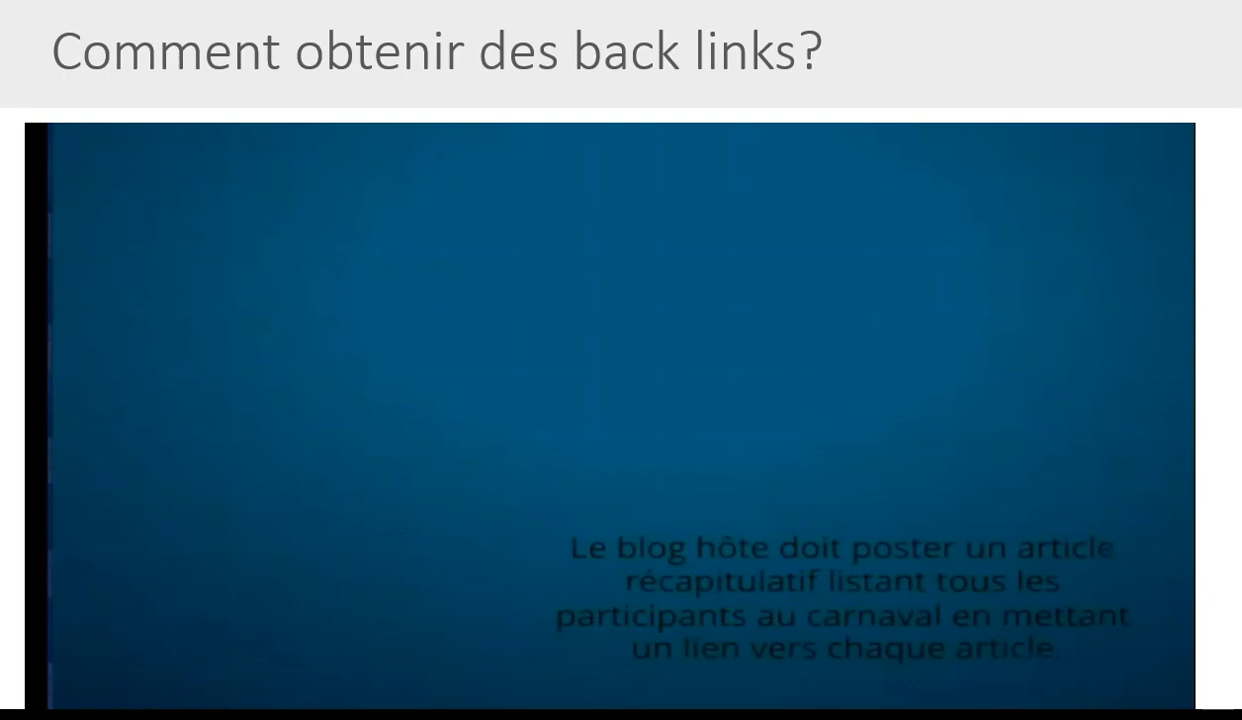 Comment obtenir des back links?
Le blog hôte doit poster un article
récapitulatif listant tous les
participants au carnaval en mettant
un lien vers chaque article.